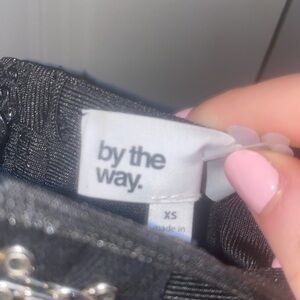 by the
way.
XS
made in